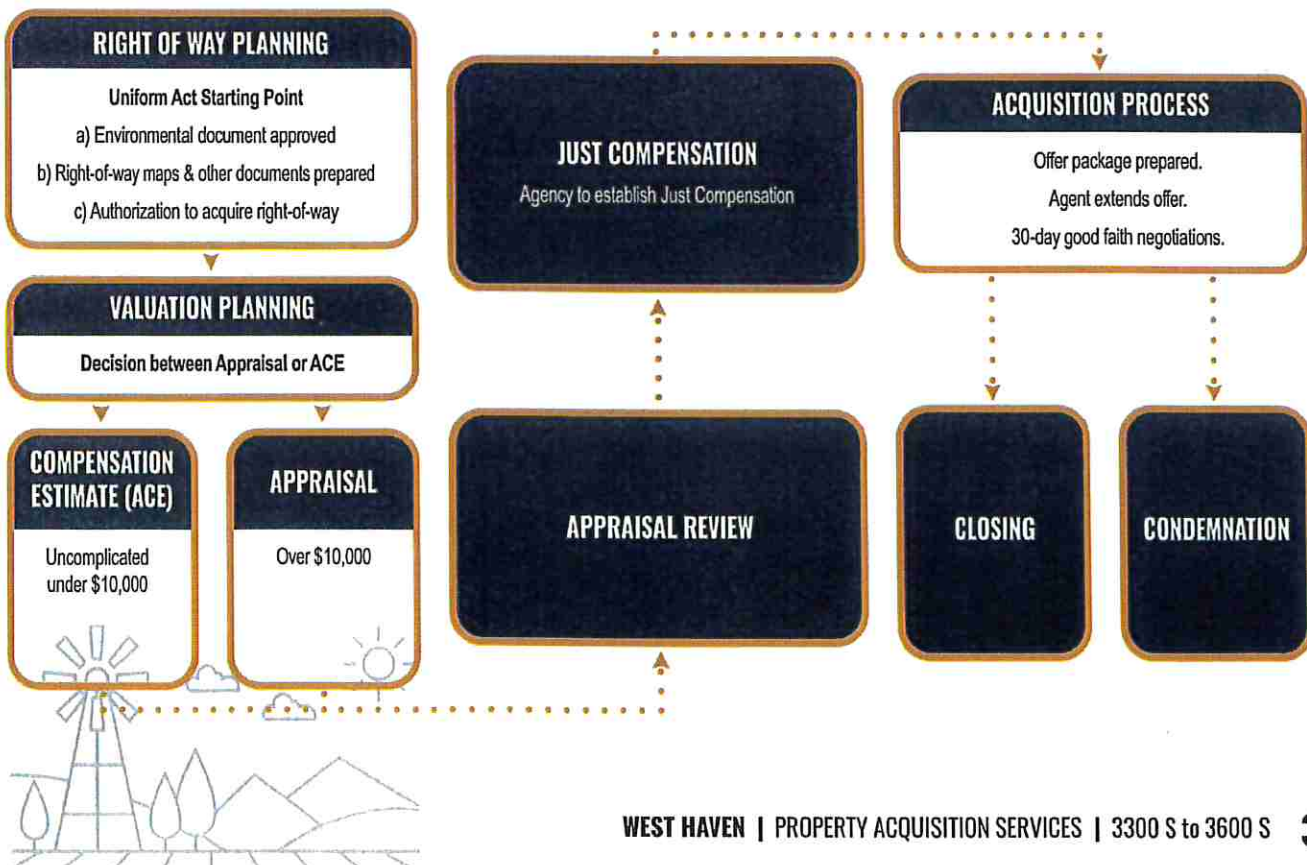 RIGHT OF WAY PLANNING
Uniform Act Starting Point
a) Environmental document approved
b) Right-of-way maps & other documents prepared
c) Authorization to acquire right-of-way
VALUATION PLANNING
Decision between Appraisal or ACE
COMPENSATION
ESTIMATE (ACE)
Uncomplicated
under $10,000
APPRAISAL
Over $10,000
APPRAISAL REVIEW
JUST COMPENSATION
Agency to establish Just Compensation
ACQUISITION PROCESS
Offer package prepared.
Agent extends offer.
30-day good faith negotiations.
CLOSING
CONDEMNATION
WEST HAVEN | PROPERTY ACQUISITION SERVICES | 3300 S to 3600 S